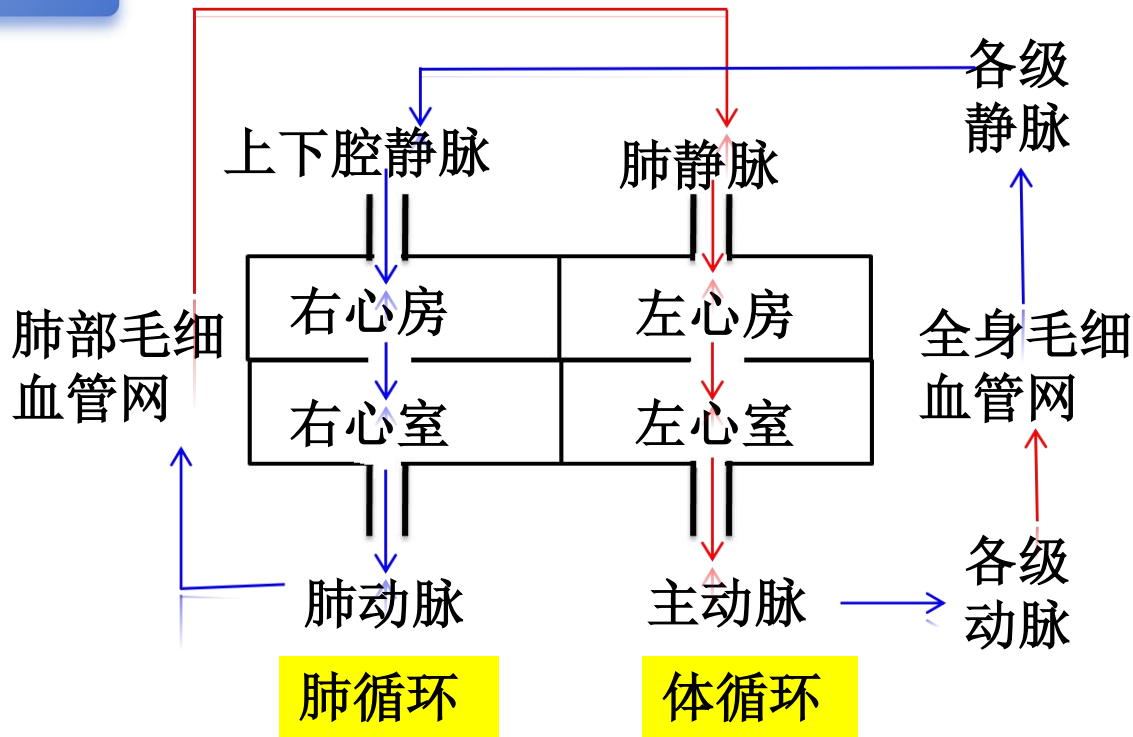 各级
静脉
上下腔静脉
肺静脉
右心房
左心房
肺部毛细
血管网
全身毛细
血管网
右心室
左心室
各级
动脉
肺动脉
主动脉
肺循环
体循环